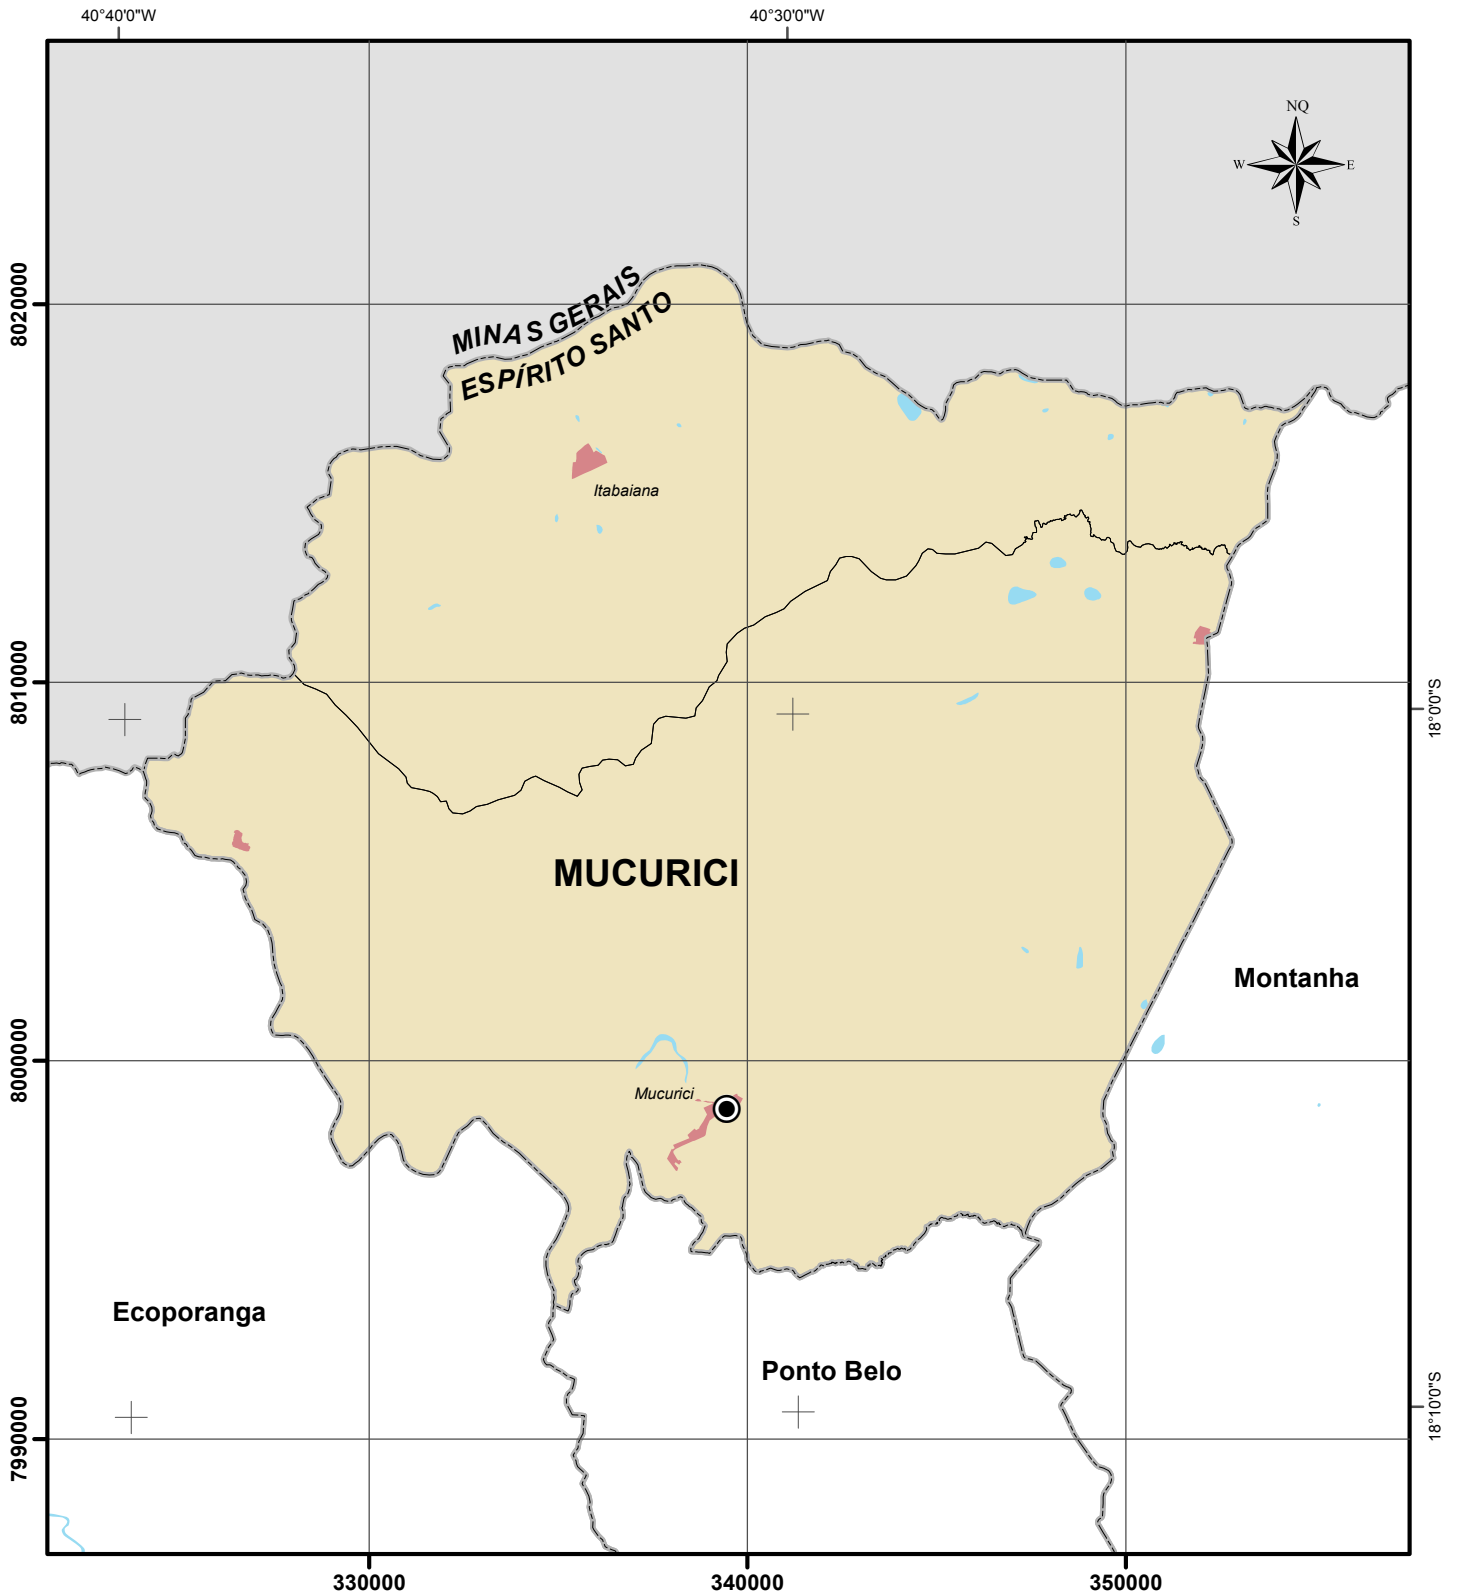 40°40'0"W
40°30'0"W
NQ
W
E
S
8020000
MINAS GERAIS
ESPÍRITO SANTO
Itabaiana
8010000
18°0'0"S
MUCURICI
Montanha
8000000
Mucurici
Ecoporanga
Ponto Belo
18°10'0"S
7990000
330000
340000
350000